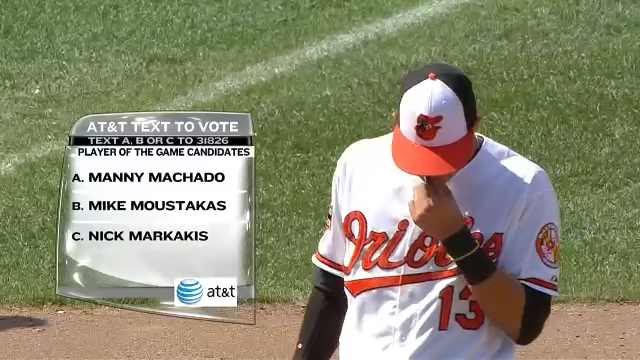 AT&T TEXT TO VOTE
TEXT A, B OR C TO 31826
PLAYER OF THE GAME CANDIDATES
A. MANNY MACHADO
B. MIKE MOUSTAKAS
C. NICK MARKAKIS
at&t
Orioles
13